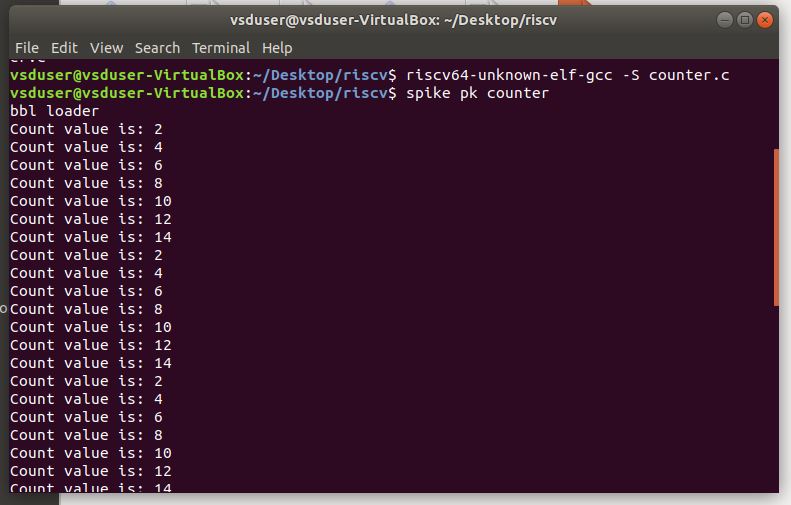 vsduser@vsduser-VirtualBox: ~/Desktop/riscv
File Edit View Search Terminal Help
vsduser@vsduser-VirtualBox:~/Desktop/riscv$ riscv64-unknown-elf-gcc -S counter.c
vsduser@vsduser-VirtualBox:~/Desktop/riscv$ spike pk counter
bbl loader
Count value is: 2
Count value is: 4
Count value is: 6
Count value is: 8
Count value is: 10
Count value is: 12
Count value is: 14
Count value is: 2
Count value is: 4
Count value is: 6
Count value is: 8
Count value is: 10
Count value is: 12
Count value is: 14
Count value is: 2
Count value is: 4
Count value is: 6
Count value is: 8
Count value is: 10
Count value is: 12
Count value is: 14